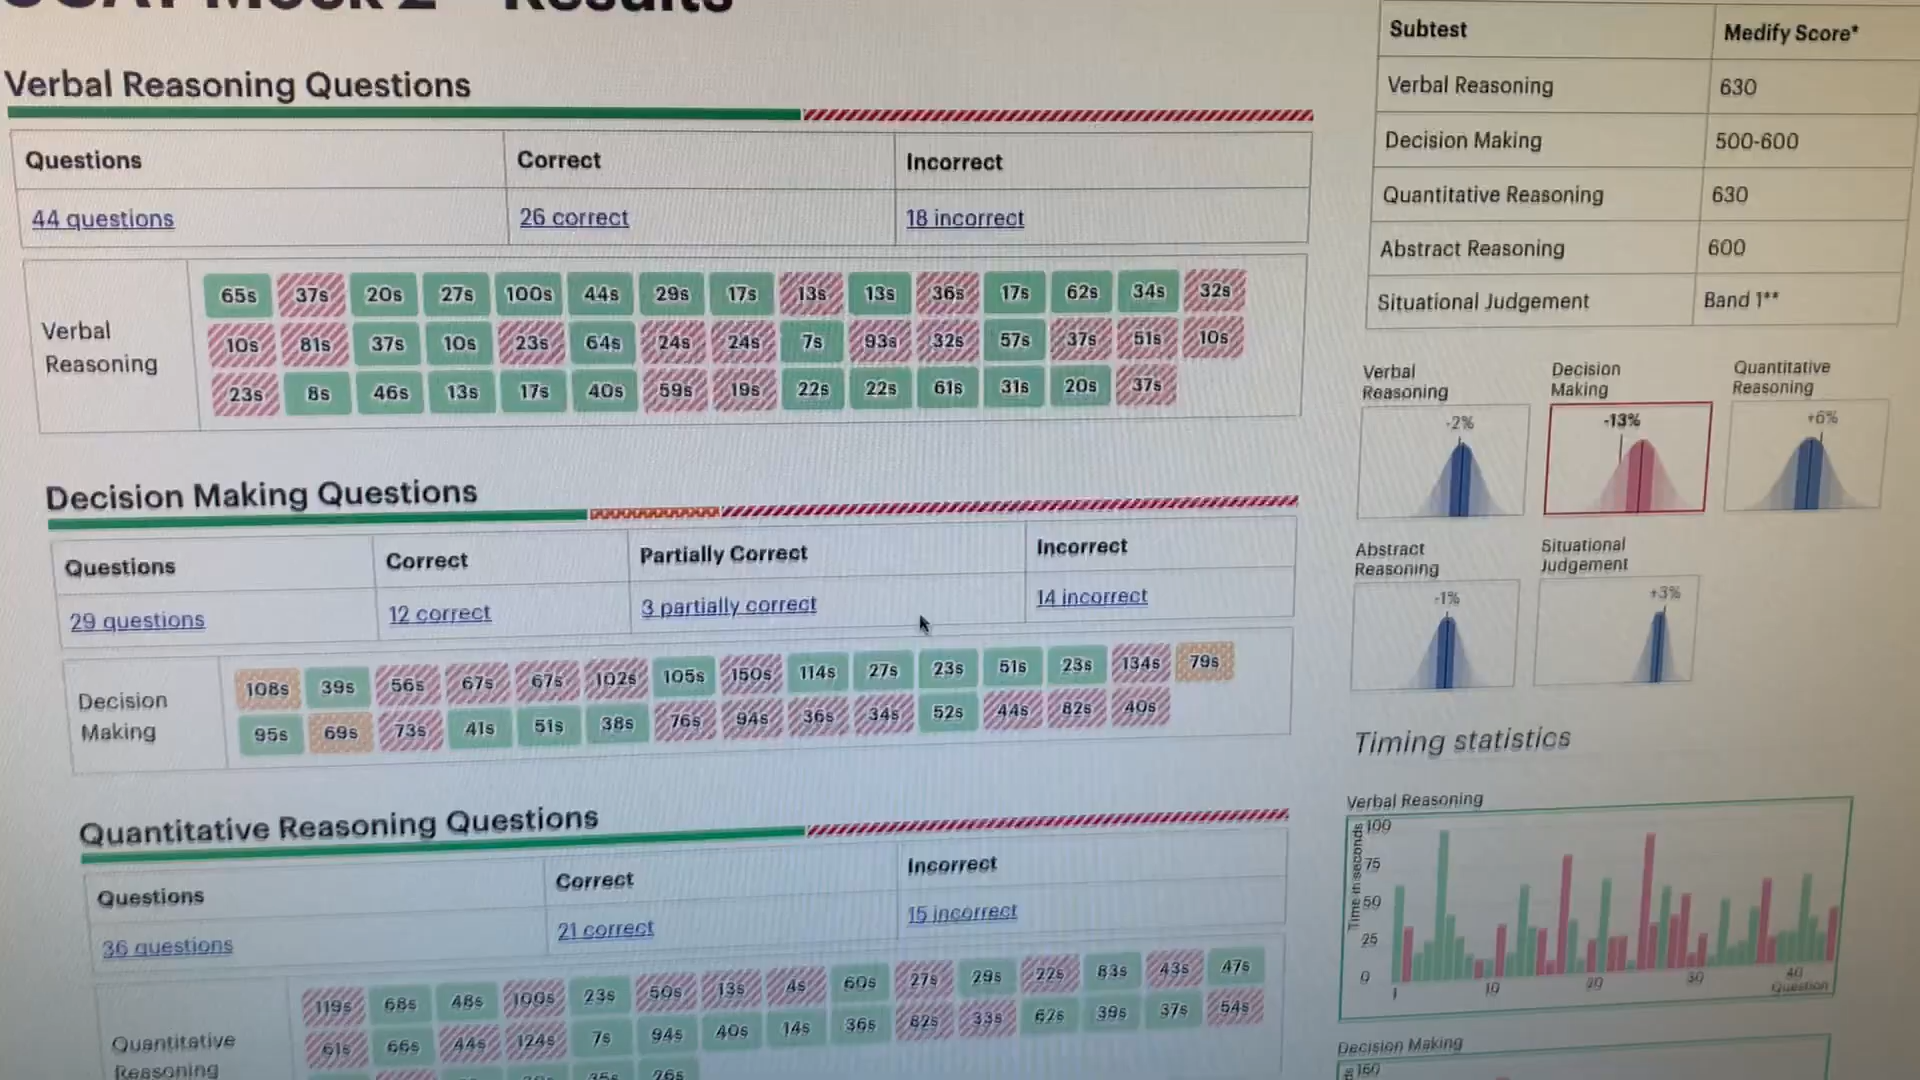 UCAT Mock 2 - Results
Verbal Reasoning Questions
Questions Correct Incorrect
44 questions 26 correct 18 incorrect
Verbal Reasoning
65s 37s 20s 27s 100s 44s 29s 17s 13s 13s 36s 17s 62s 34s 32s
10s 81s 37s 10s 23s 64s 24s 24s 7s 93s 32s 57s 37s 51s 10s
23s 8s 46s 13s 17s 40s 59s 19s 22s 22s 61s 31s 20s 37s
Decision Making Questions
Questions Correct Partially Correct Incorrect
29 questions 12 correct 3 partially correct 14 incorrect
Decision Making
108s 39s 56s 67s 67s 102s 105s 150s 114s 27s 23s 51s 23s 134s 79s
95s 69s 73s 41s 51s 38s 76s 94s 36s 34s 52s 44s 82s 40s
Quantitative Reasoning Questions
Questions Correct Incorrect
36 questions 21 correct 15 incorrect
Quantitative Reasoning
119s 68s 48s 100s 23s 50s 13s 4s 60s 27s 29s 22s 83s 43s 47s
61s 66s 44s 124s 7s 94s 40s 14s 36s 82s 33s 62s 39s 37s 54s
35s 26s
Subtest Medify Score*
Verbal Reasoning 630
Decision Making 500-600
Quantitative Reasoning 630
Abstract Reasoning 600
Situational Judgement Band 1**
Verbal Reasoning
-2%
Decision Making
-13%
Quantitative Reasoning
+6%
Abstract Reasoning
-1%
Situational Judgement
+3%
Timing statistics
Verbal Reasoning
Time in seconds
100
75
50
25
0
1 10 20 30 40
Question
Decision Making
160